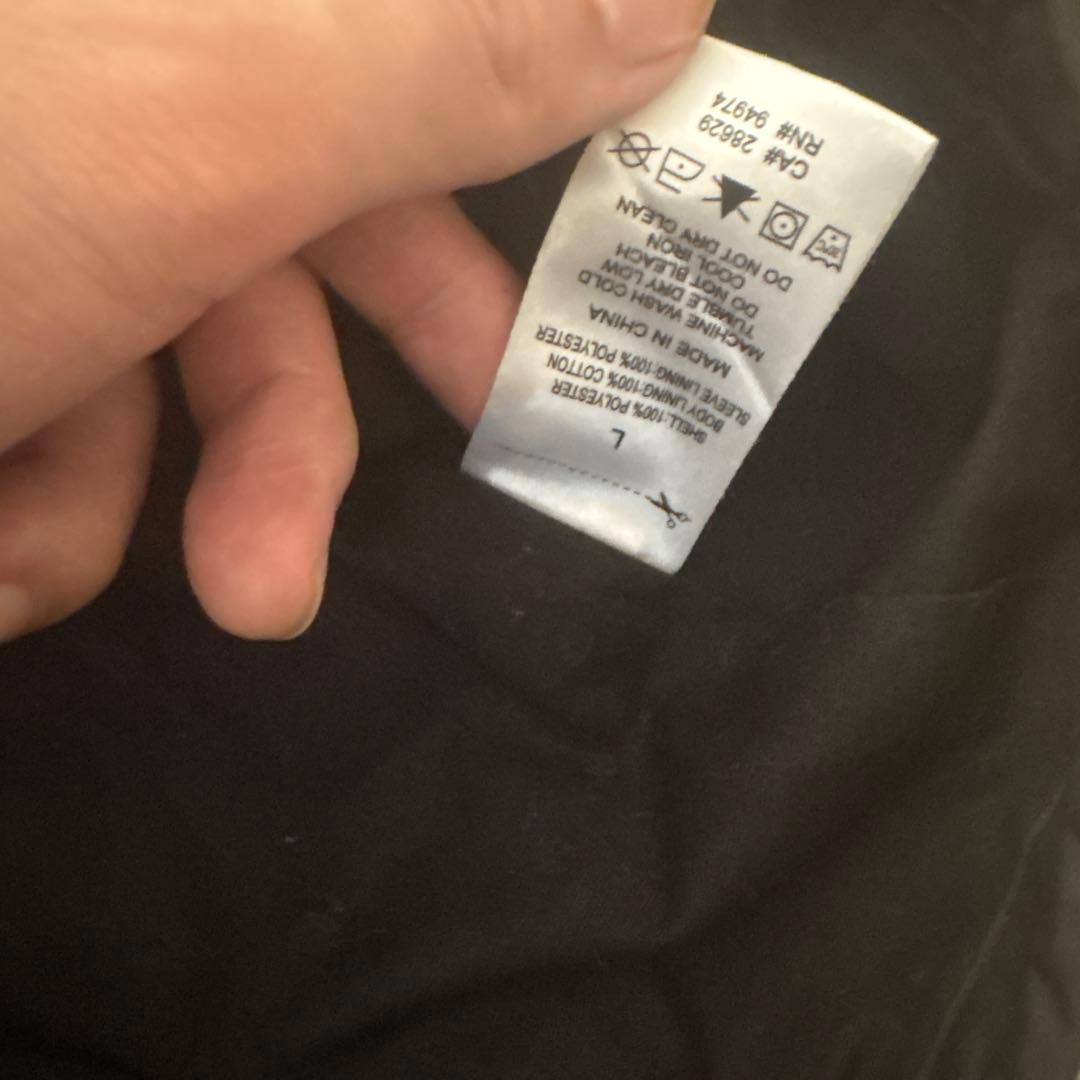 L
SHELL:100% POLYESTER
BODY LINING:100% COTTON
SLEEVE LINING:100% POLYESTER
MADE IN CHINA
MACHINE WASH COLD
TUMBLE DRY LOW
DO NOT BLEACH
COOL IRON
DO NOT DRY CLEAN
30°C
CA# 28629
RN# 94974